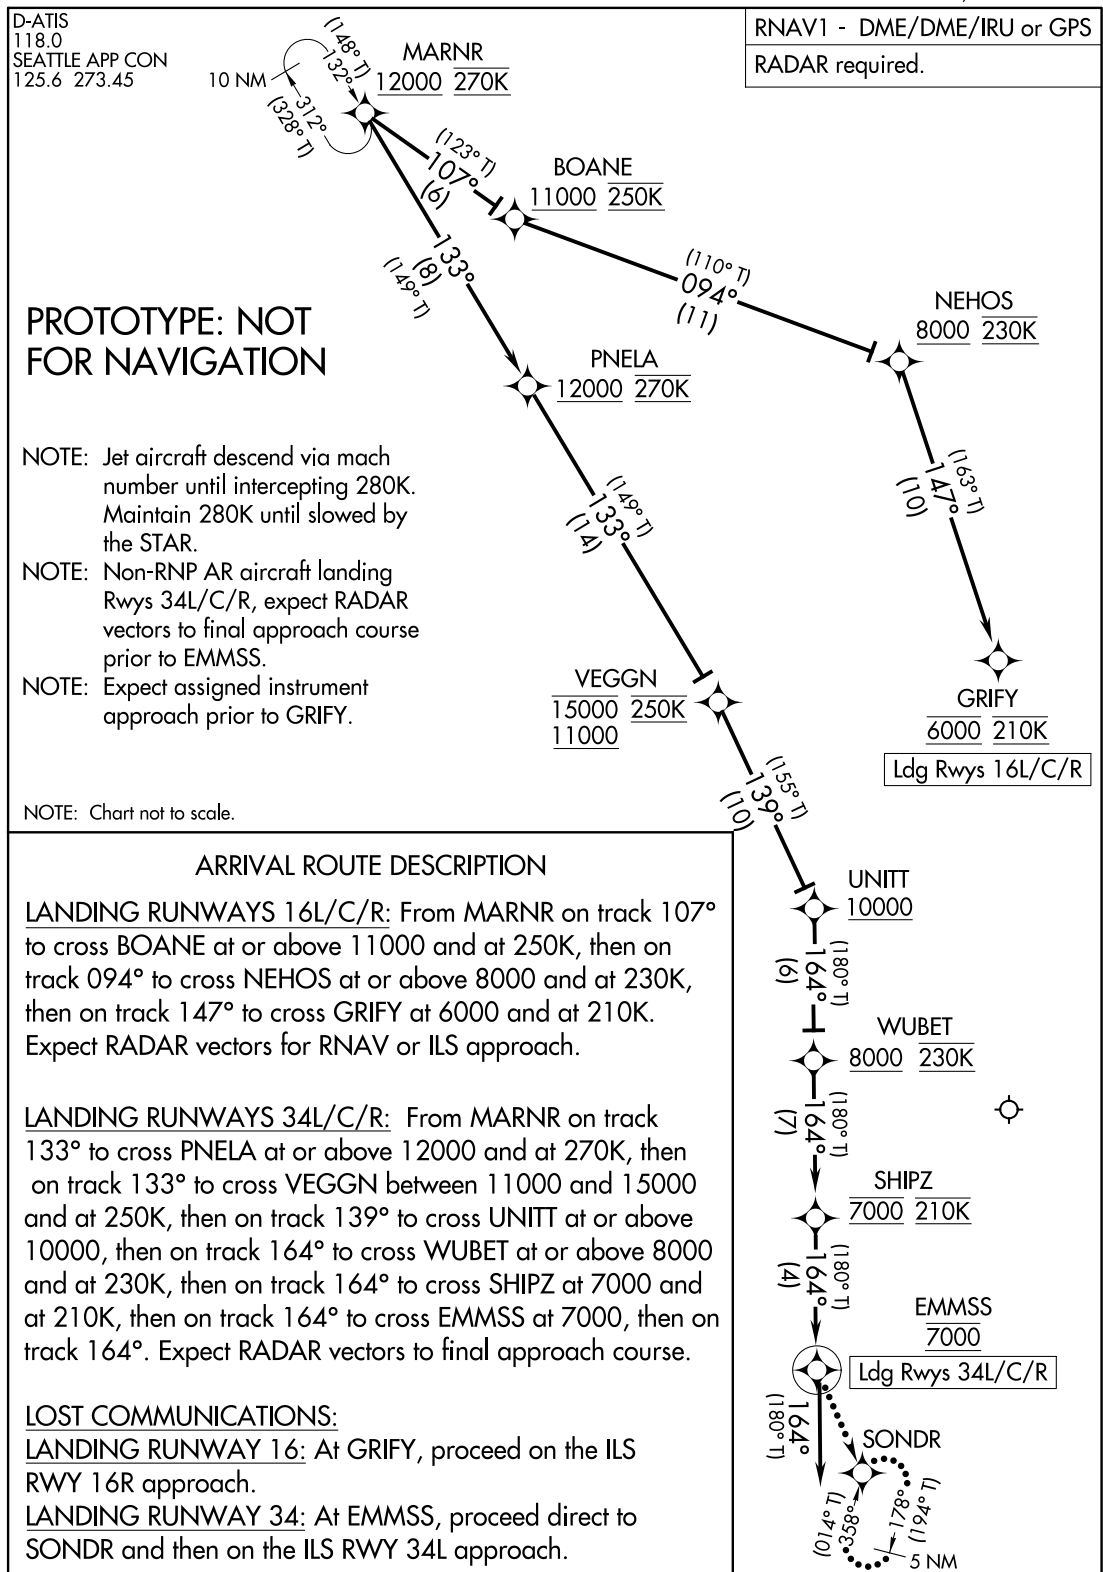 D-ATIS
118.0
SEATTLE APP CON
125.6 273.45
RNAV1 - DME/DME/IRU or GPS
RADAR required.
MARNR
12000 270K
10 NM
(148° T)
132°
312°
(328° T)
(123° T)
107°
(6)
BOANE
11000 250K
133°
(8)
(149° T)
(110° T)
094°
(11)
NEHOS
8000 230K
PROTOTYPE: NOT
FOR NAVIGATION
PNELA
12000 270K
NOTE: Jet aircraft descend via mach
number until intercepting 280K.
Maintain 280K until slowed by
the STAR.
NOTE: Non-RNP AR aircraft landing
Rwys 34L/C/R, expect RADAR
vectors to final approach course
prior to EMMSS.
NOTE: Expect assigned instrument
approach prior to GRIFY.
NOTE: Chart not to scale.
(149° T)
133°
(14)
(163° T)
147°
(10)
VEGGN
15000 250K
11000
GRIFY
6000 210K
Ldg Rwys 16L/C/R
(155° T)
139°
(10)
UNITT
10000
(180° T)
164°
(6)
WUBET
8000 230K
(180° T)
164°
(7)
SHIPZ
7000 210K
(180° T)
164°
(4)
EMMSS
7000
Ldg Rwys 34L/C/R
164°
(180° T)
SONDR
(014° T)
358°
178°
(194° T)
5 NM
ARRIVAL ROUTE DESCRIPTION
LANDING RUNWAYS 16L/C/R: From MARNR on track 107°
to cross BOANE at or above 11000 and at 250K, then on
track 094° to cross NEHOS at or above 8000 and at 230K,
then on track 147° to cross GRIFY at 6000 and at 210K.
Expect RADAR vectors for RNAV or ILS approach.
LANDING RUNWAYS 34L/C/R: From MARNR on track
133° to cross PNELA at or above 12000 and at 270K, then
on track 133° to cross VEGGN between 11000 and 15000
and at 250K, then on track 139° to cross UNITT at or above
10000, then on track 164° to cross WUBET at or above 8000
and at 230K, then on track 164° to cross SHIPZ at 7000 and
at 210K, then on track 164° to cross EMMSS at 7000, then on
track 164°. Expect RADAR vectors to final approach course.
LOST COMMUNICATIONS:
LANDING RUNWAY 16: At GRIFY, proceed on the ILS
RWY 16R approach.
LANDING RUNWAY 34: At EMMSS, proceed direct to
SONDR and then on the ILS RWY 34L approach.